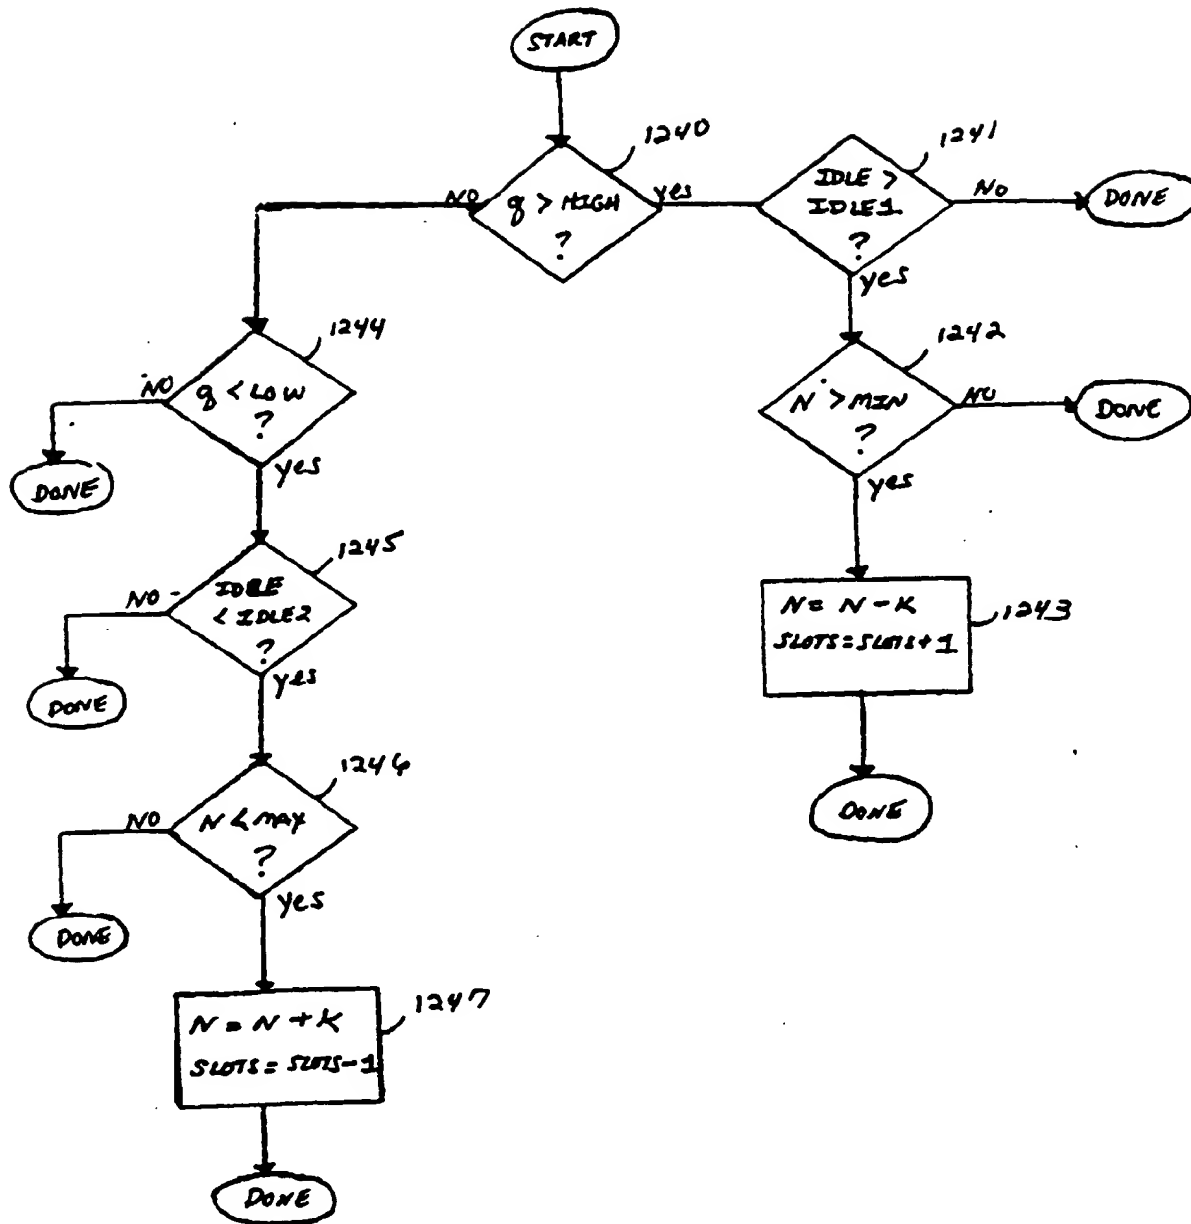 START
1240
q > HIGH
?
NO
yes
1241
IDLE >
IDLE1
?
NO
DONE
yes
1242
N > MIN
?
NO
DONE
yes
1243
N = N - K
SLOTS = SLOTS + 1
DONE
1244
q < LOW
?
NO
DONE
yes
1245
IDLE
< IDLE2
?
NO
DONE
yes
1246
N < MAX
?
NO
DONE
yes
1247
N = N + K
SLOTS = SLOTS - 1
DONE